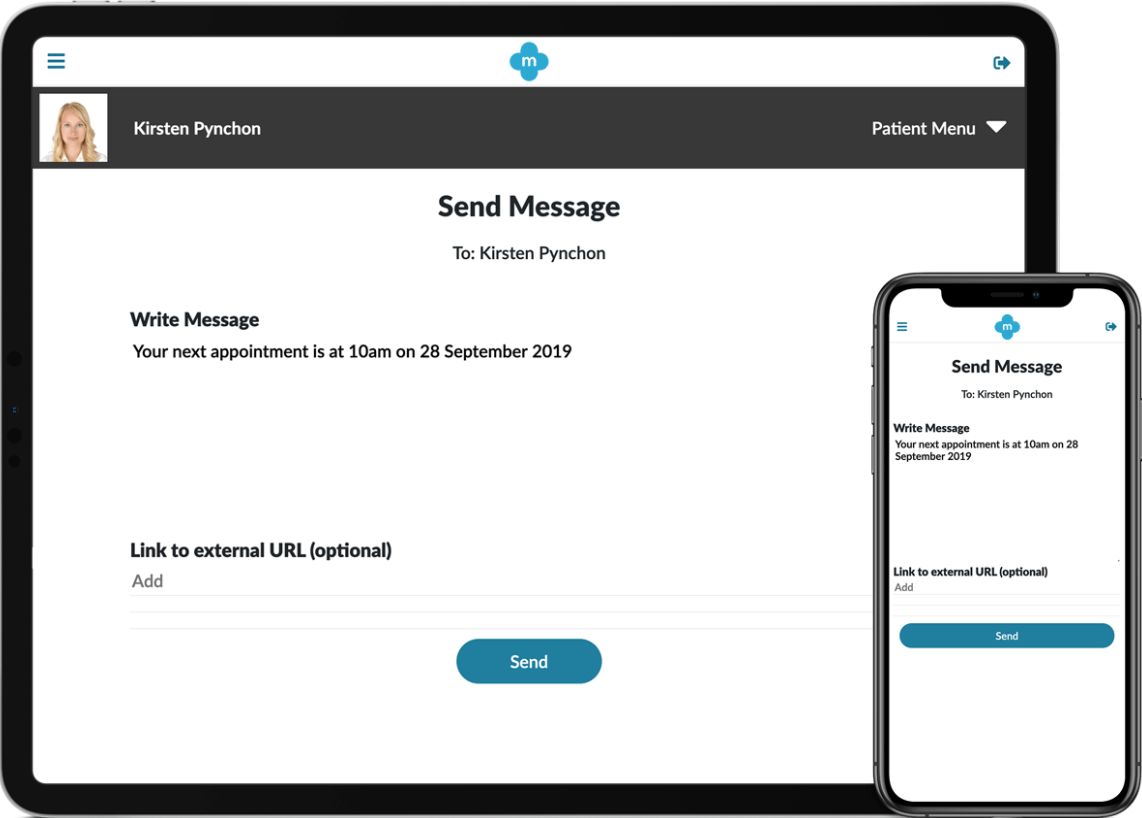 m
Kirsten Pynchon
Patient Menu
Send Message
To: Kirsten Pynchon
Write Message
Your next appointment is at 10am on 28 September 2019
Link to external URL (optional)
Add
Send
m
Send Message
To: Kirsten Pynchon
Write Message
Your next appointment is at 10am on 28
September 2019
Link to external URL (optional)
Add
Send